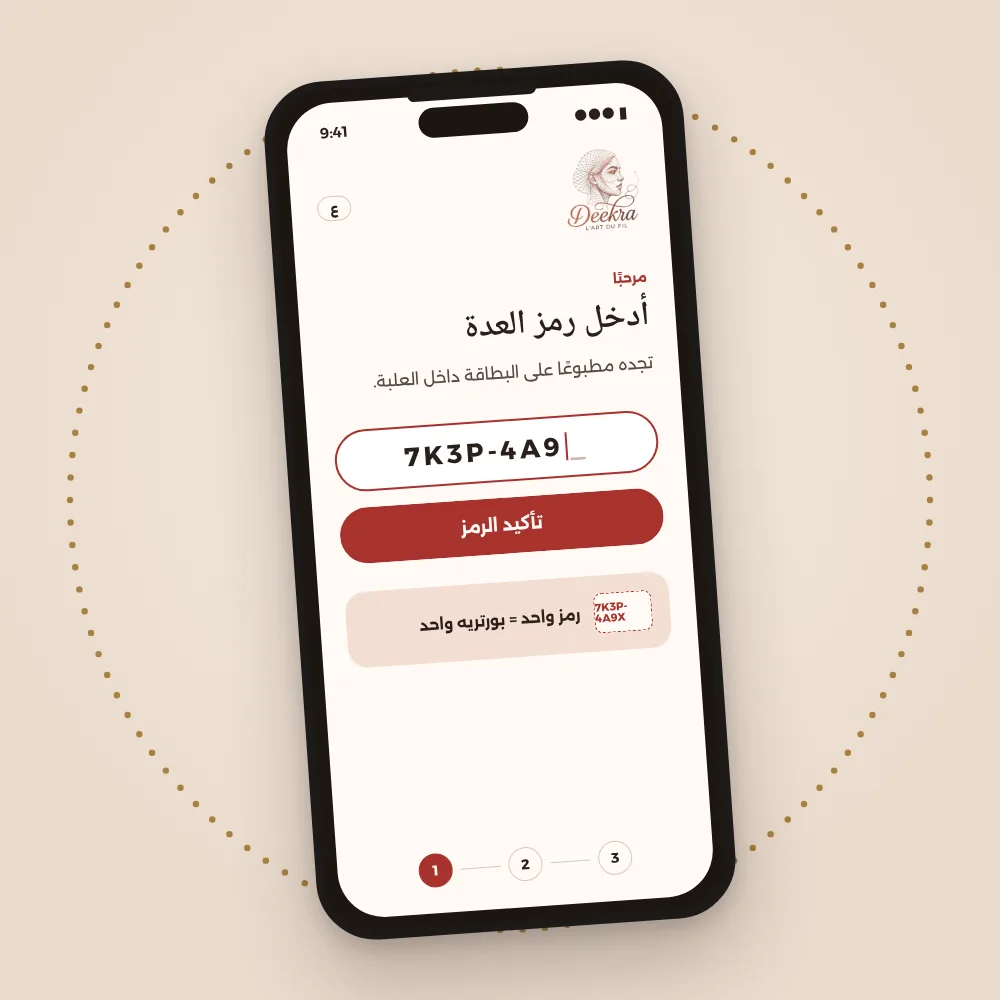 9:41
ع
Deekra
L'ART DU FIL
مرحبًا
أدخل رمز العدة
تجده مطبوعًا على البطاقة داخل العلبة.
7K3P-4A9_
تأكيد الرمز
7K3P-
4A9X
رمز واحد = بورتريه واحد
1 2 3